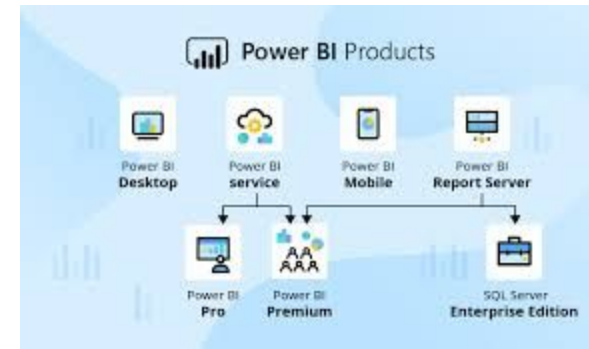 Power BI Products
Power BI
Desktop
Power BI
service
Power BI
Mobile
Power BI
Report Server
Power BI
Pro
Power BI
Premium
SQL Server
Enterprise Edition